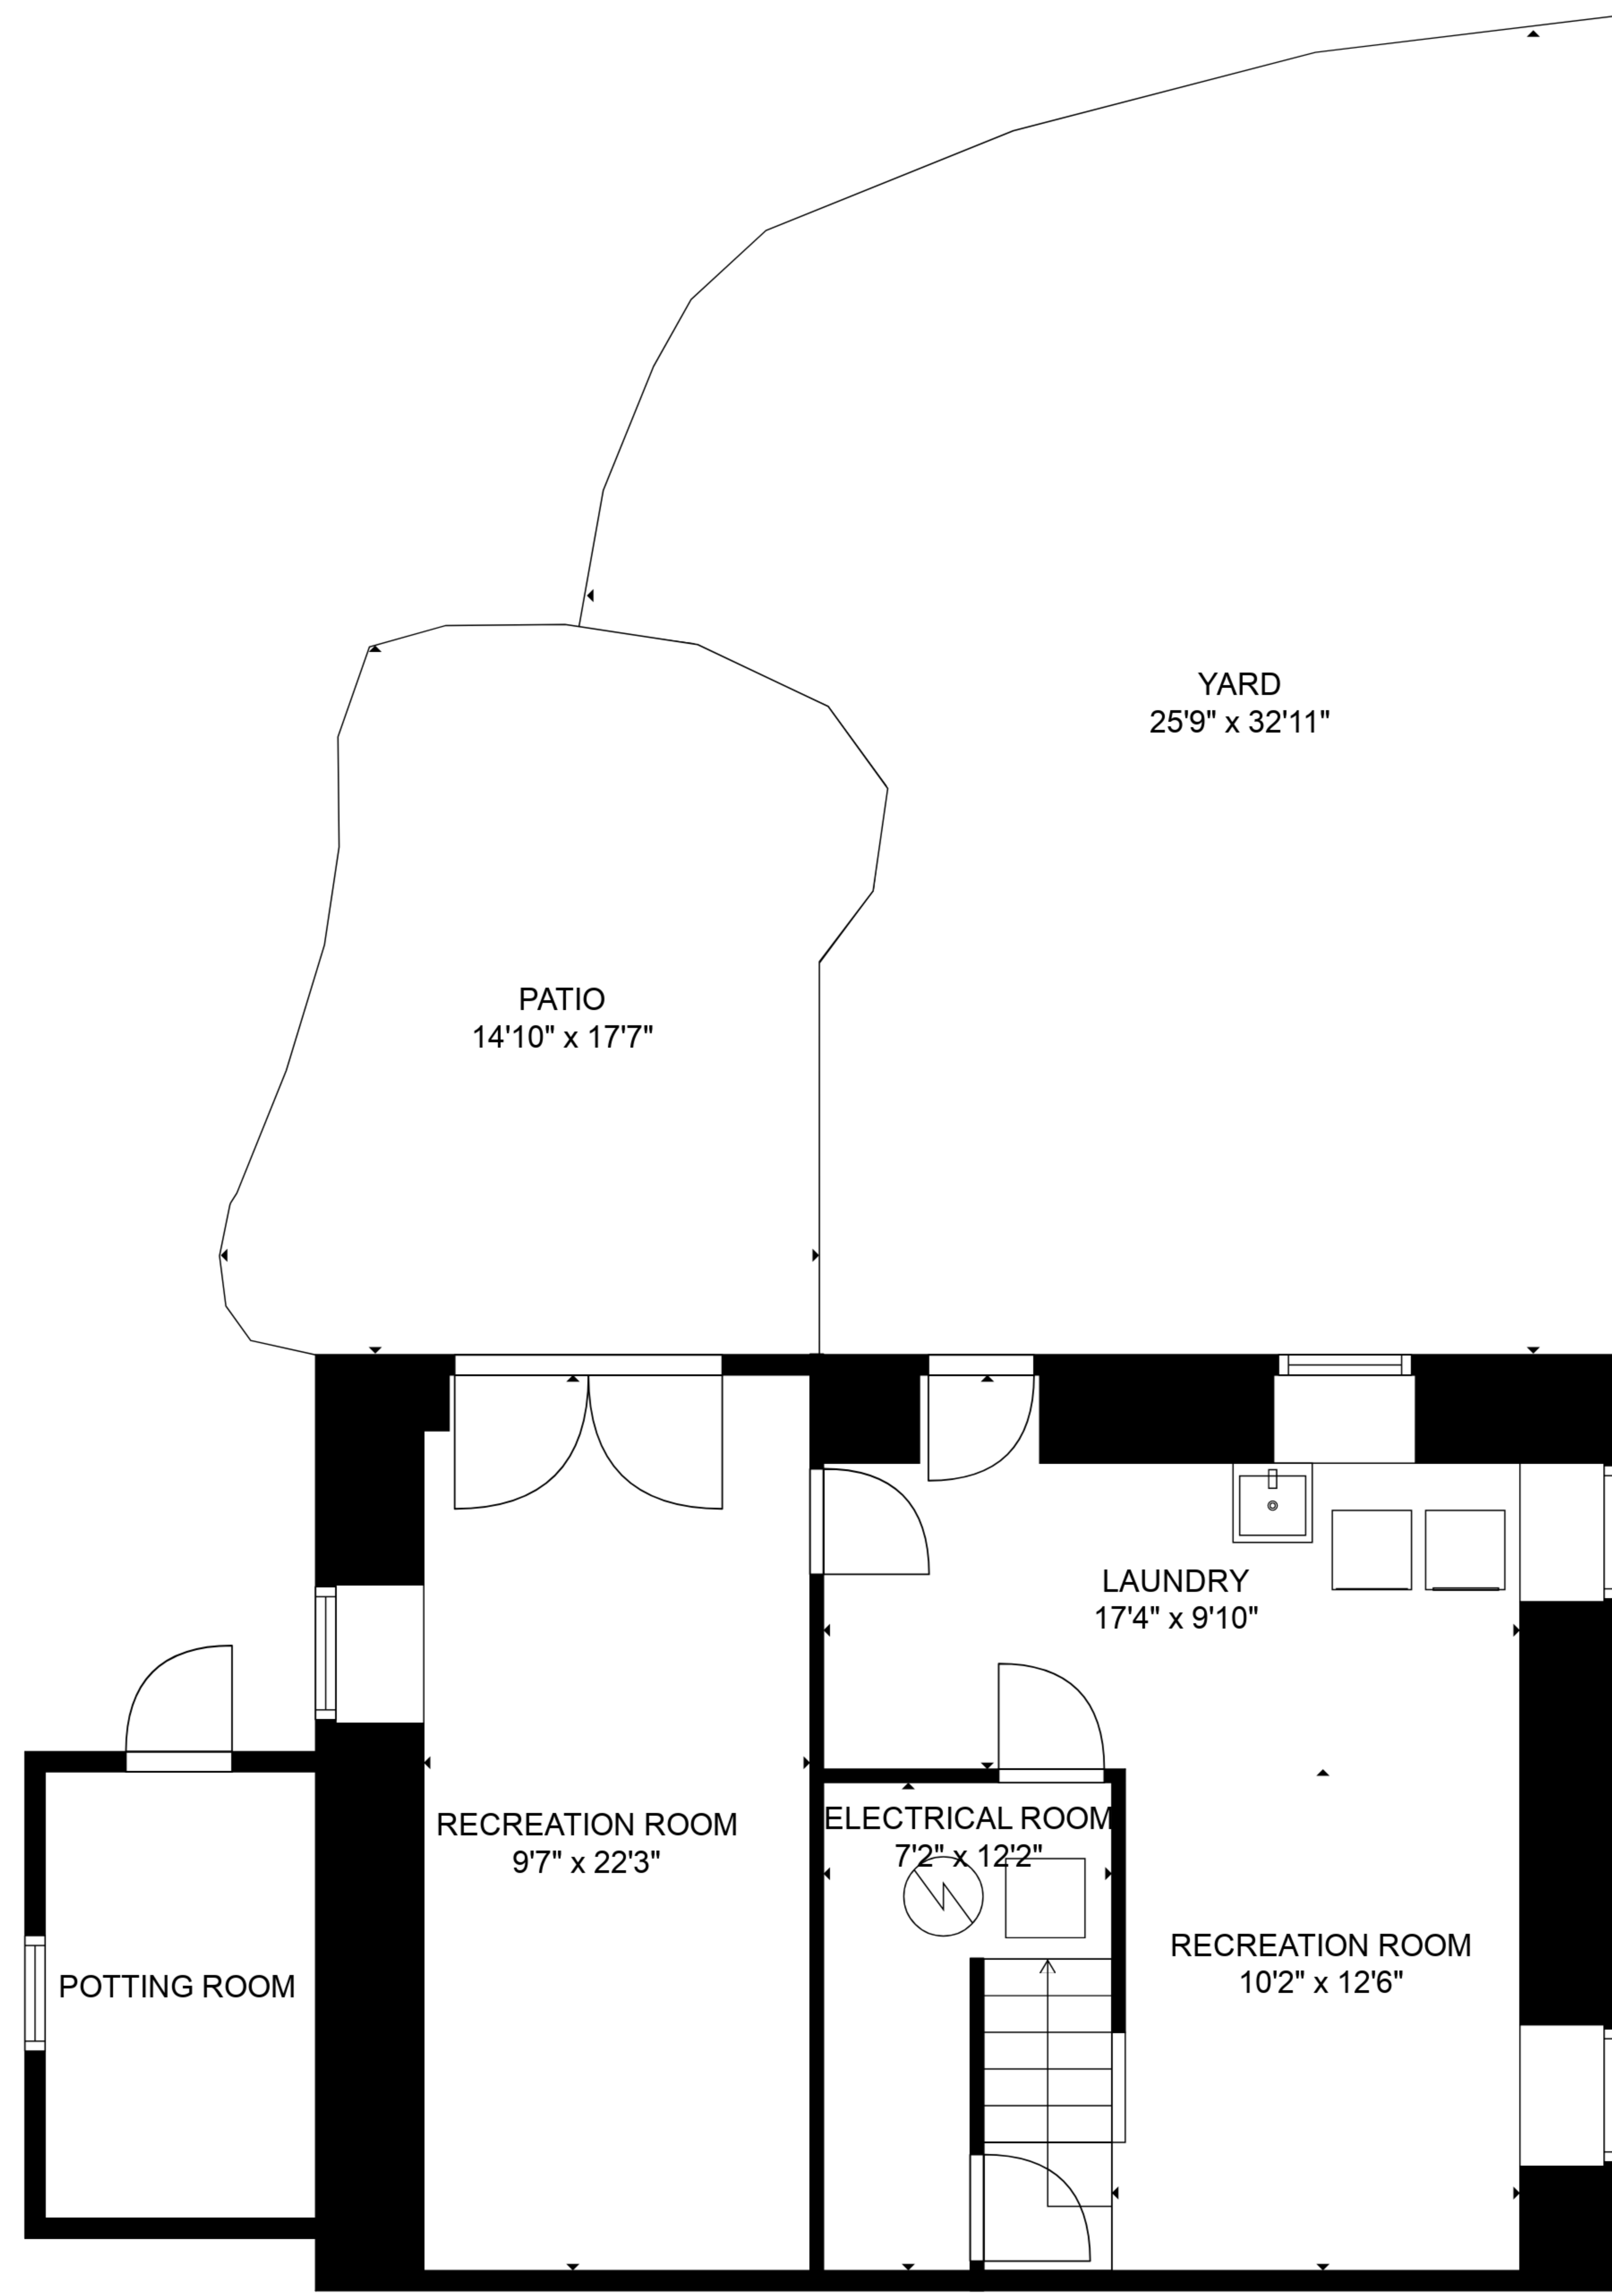 YARD
25'9" x 32'11"
PATIO
14'10" x 17'7"
LAUNDRY
17'4" x 9'10"
RECREATION ROOM
9'7" x 22'3"
ELECTRICAL ROOM
7'2" x 12'2"
RECREATION ROOM
10'2" x 12'6"
POTTING ROOM